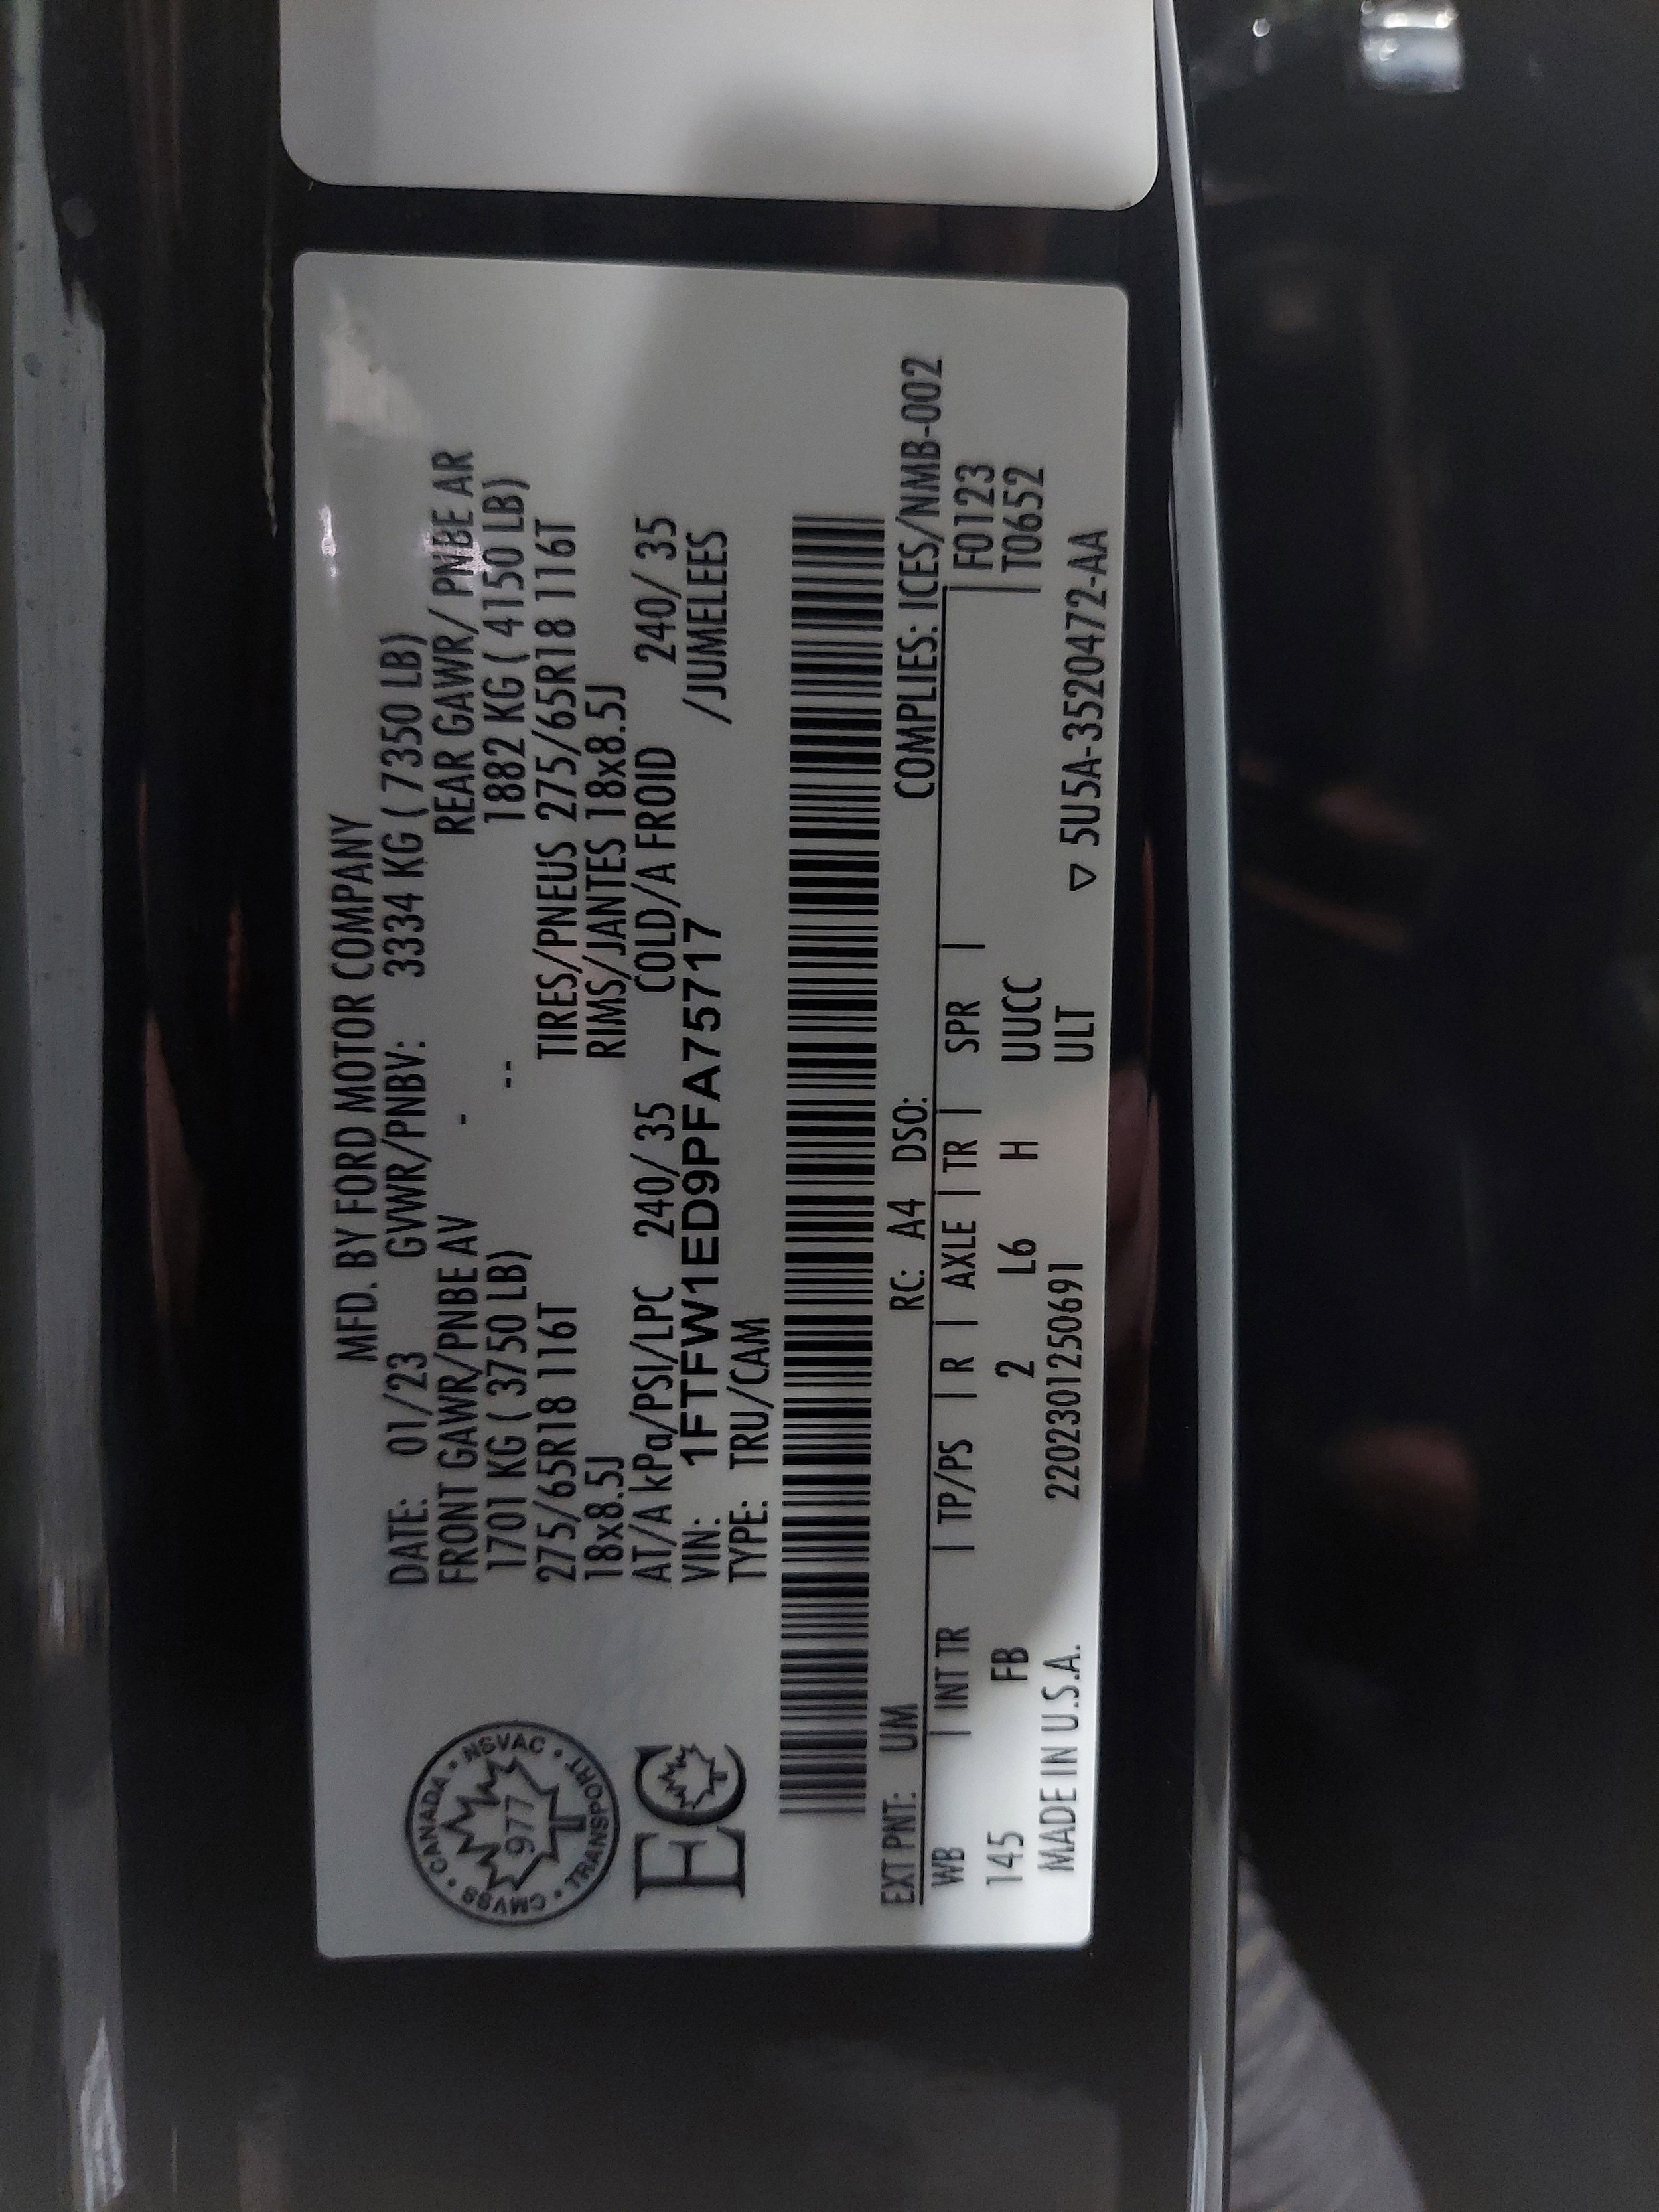 MFD. BY FORD MOTOR COMPANY
DATE: 01/23 GVWR/PNBV: 3334 KG ( 7350 LB)
FRONT GAWR/PNBE AV - REAR GAWR/ PNBE AR
1701 KG ( 3750 LB) -- 1882 KG ( 4150 LB)
275/65R18 116T TIRES/PNEUS 275/65R18 116T
18x8.5J RIMS/JANTES 18x8.5J
AT/A kPa/PSI/LPC 240/ 35 COLD/A FROID 240/ 35
VIN: 1FTFW1ED9PFA75717 /JUMELEES
TYPE: TRU/CAM
CANADA • NSVAC • TRANSPORT • CMVSS •
977
EC
EXT PNT: UM RC: A4 DSO: COMPLIES: ICES/NMB-002
WB | INT TR | TP/PS | R | AXLE | TR | SPR | | F0123
145 FB 2 L6 H UUCC | T0652
MADE IN U.S.A. 220230125069​1 ULT ▽ 5U5A-3520472-AA